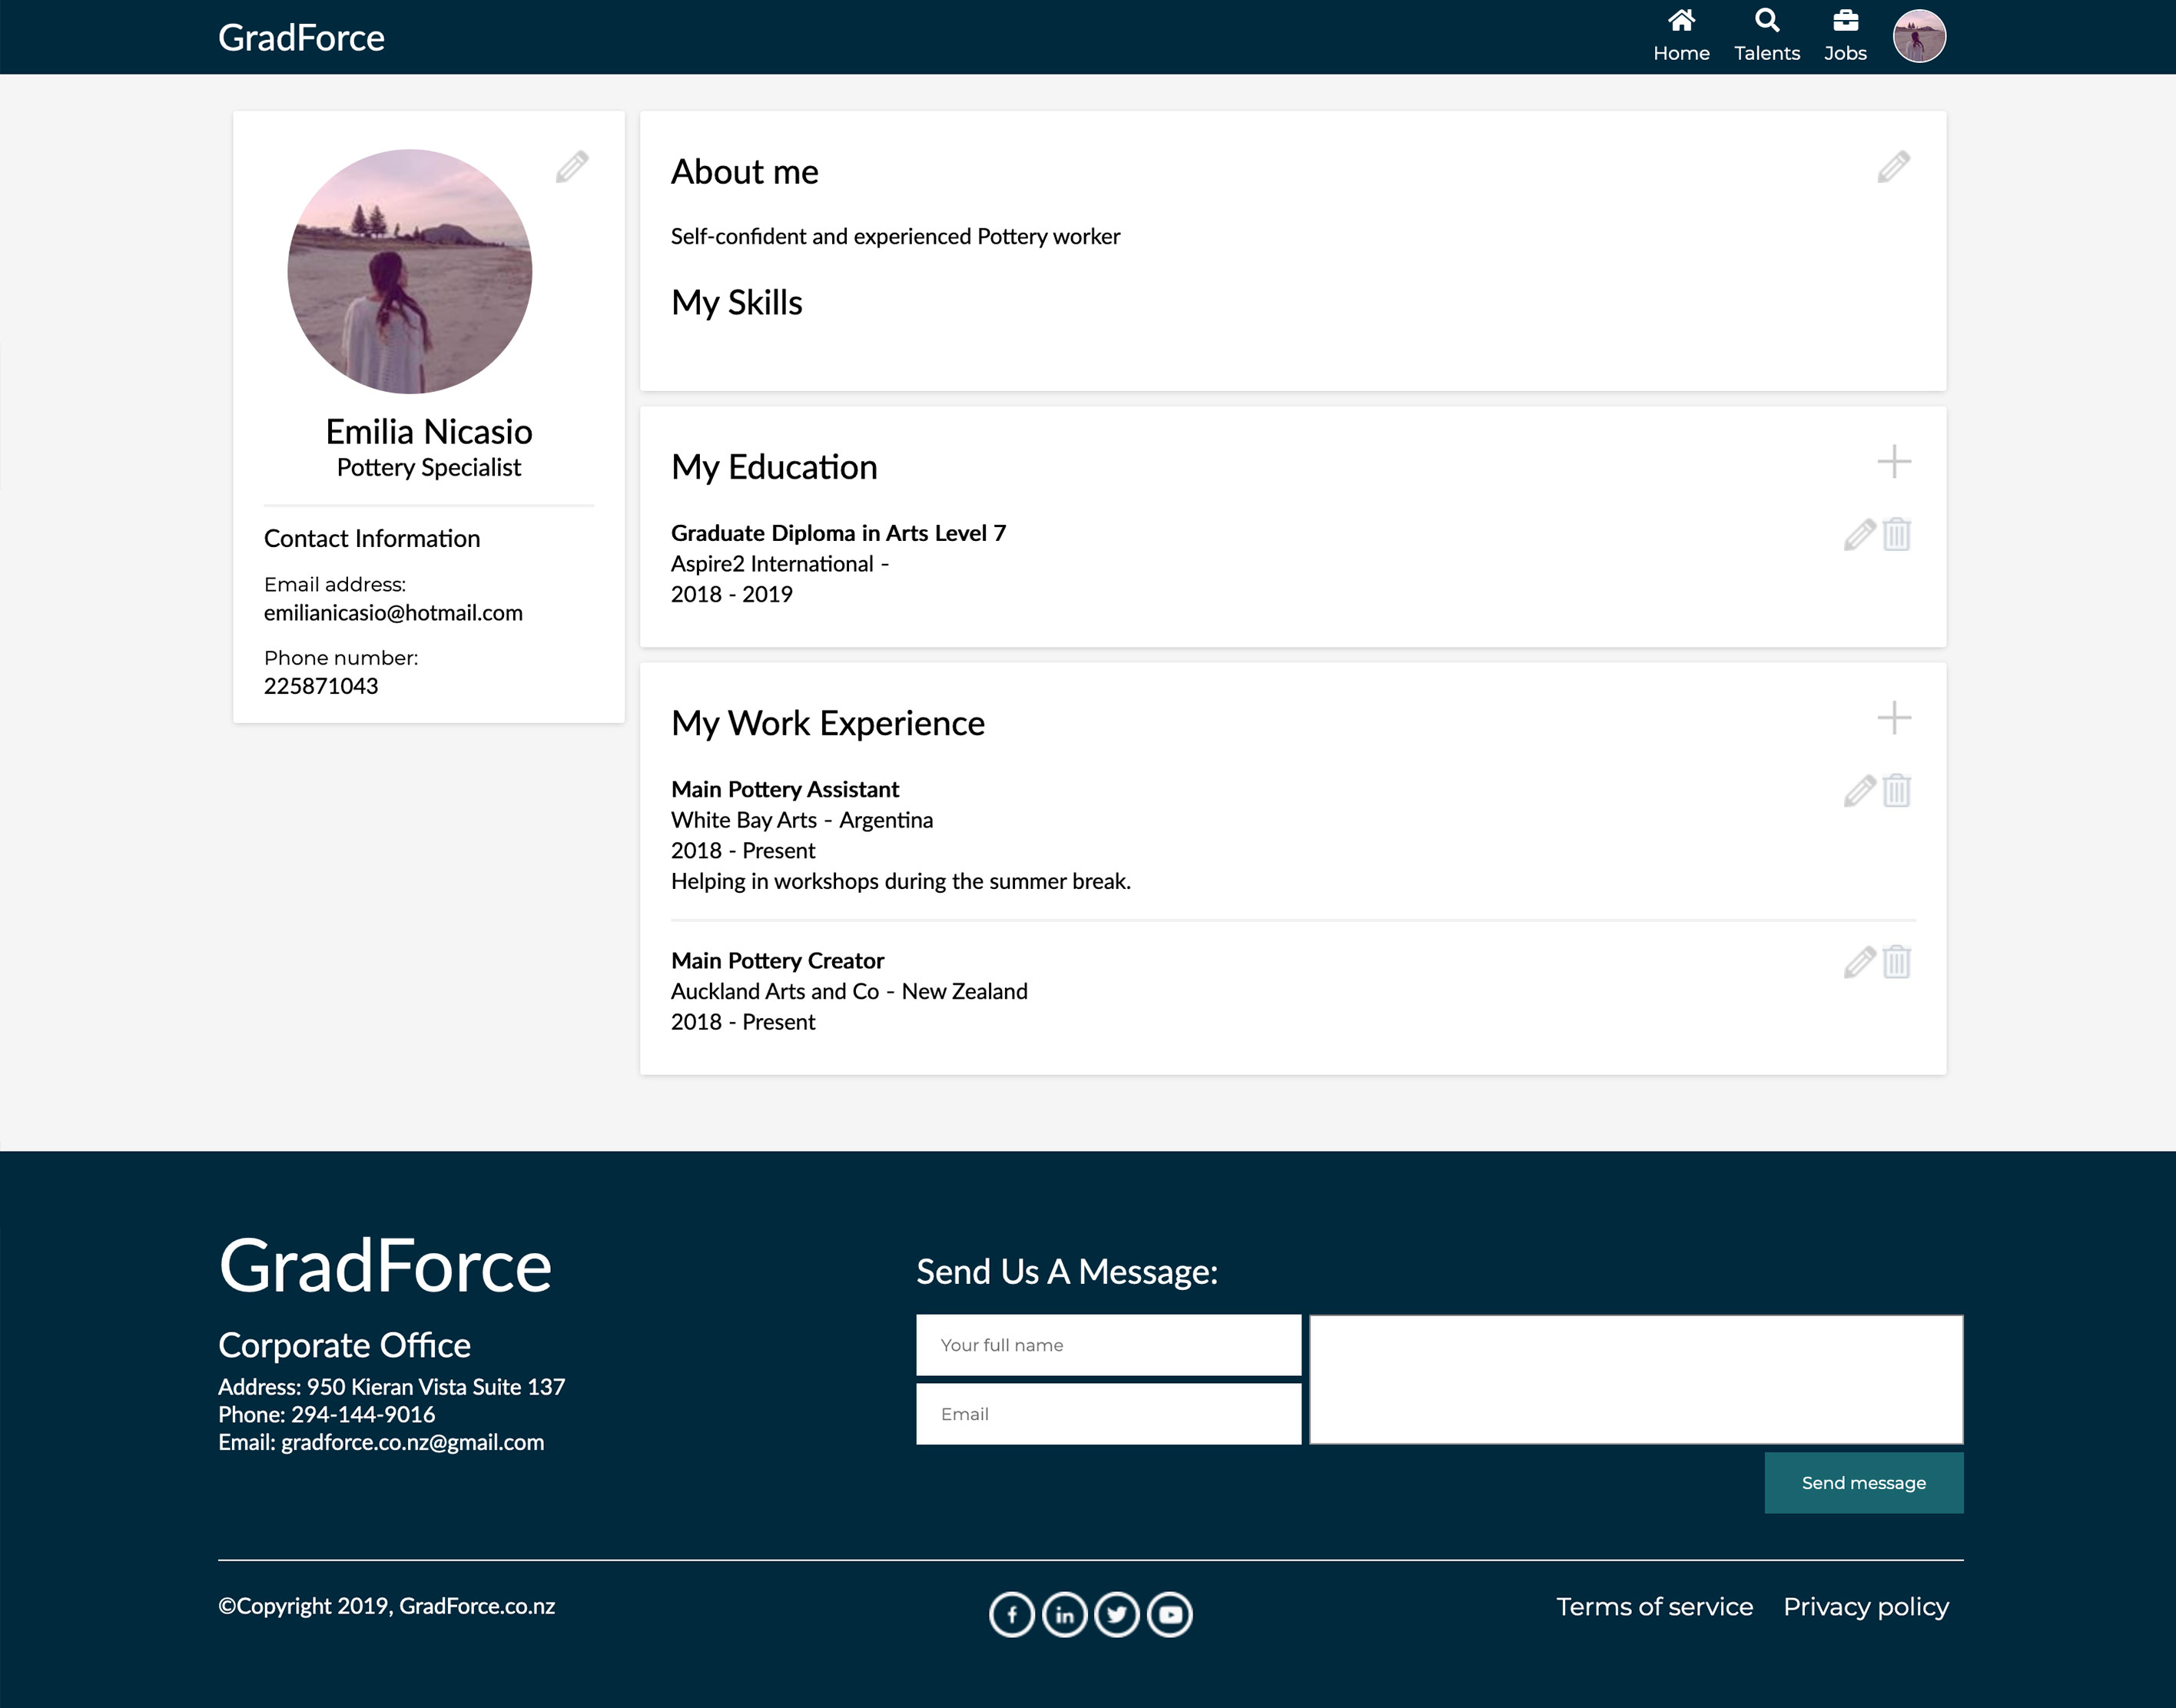 GradForce
Home
Talents
Jobs
Emilia Nicasio
Pottery Specialist
Contact Information
Email address:
emilianicasio@hotmail.com
Phone number:
225871043
About me
Self-confident and experienced Pottery worker
My Skills
My Education
Graduate Diploma in Arts Level 7
Aspire2 International -
2018 - 2019
My Work Experience
Main Pottery Assistant
White Bay Arts - Argentina
2018 - Present
Helping in workshops during the summer break.
Main Pottery Creator
Auckland Arts and Co - New Zealand
2018 - Present
GradForce
Corporate Office
Address: 950 Kieran Vista Suite 137
Phone: 294-144-9016
Email: gradforce.co.nz@gmail.com
Send Us A Message:
Your full name
Email
Send message
©Copyright 2019, GradForce.co.nz
f
in
Terms of service
Privacy policy